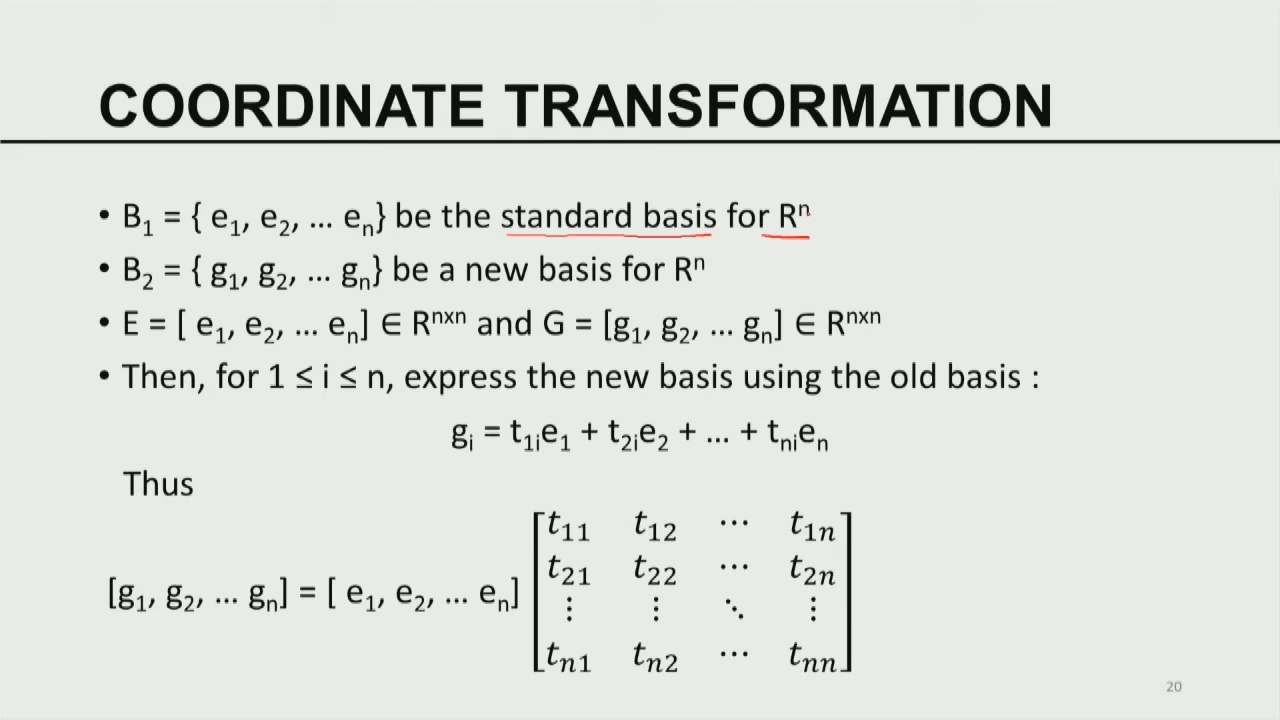 COORDINATE TRANSFORMATION
• B₁ = { e₁, e₂, ... eₙ} be the standard basis for Rⁿ
• B₂ = { g₁, g₂, ... gₙ} be a new basis for Rⁿ
• E = [ e₁, e₂, ... eₙ] ∈ Rⁿˣⁿ and G = [g₁, g₂, ... gₙ] ∈ Rⁿˣⁿ
• Then, for 1 ≤ i ≤ n, express the new basis using the old basis :
gᵢ = t₁ᵢe₁ + t₂ᵢe₂ + ... + tₙᵢeₙ
Thus
[g₁, g₂, ... gₙ] = [ e₁, e₂, ... eₙ]
t₁₁ t₁₂ ⋯ t₁ₙ
t₂₁ t₂₂ ⋯ t₂ₙ
⋮ ⋮ ⋱ ⋮
tₙ₁ tₙ₂ ⋯ tₙₙ
20